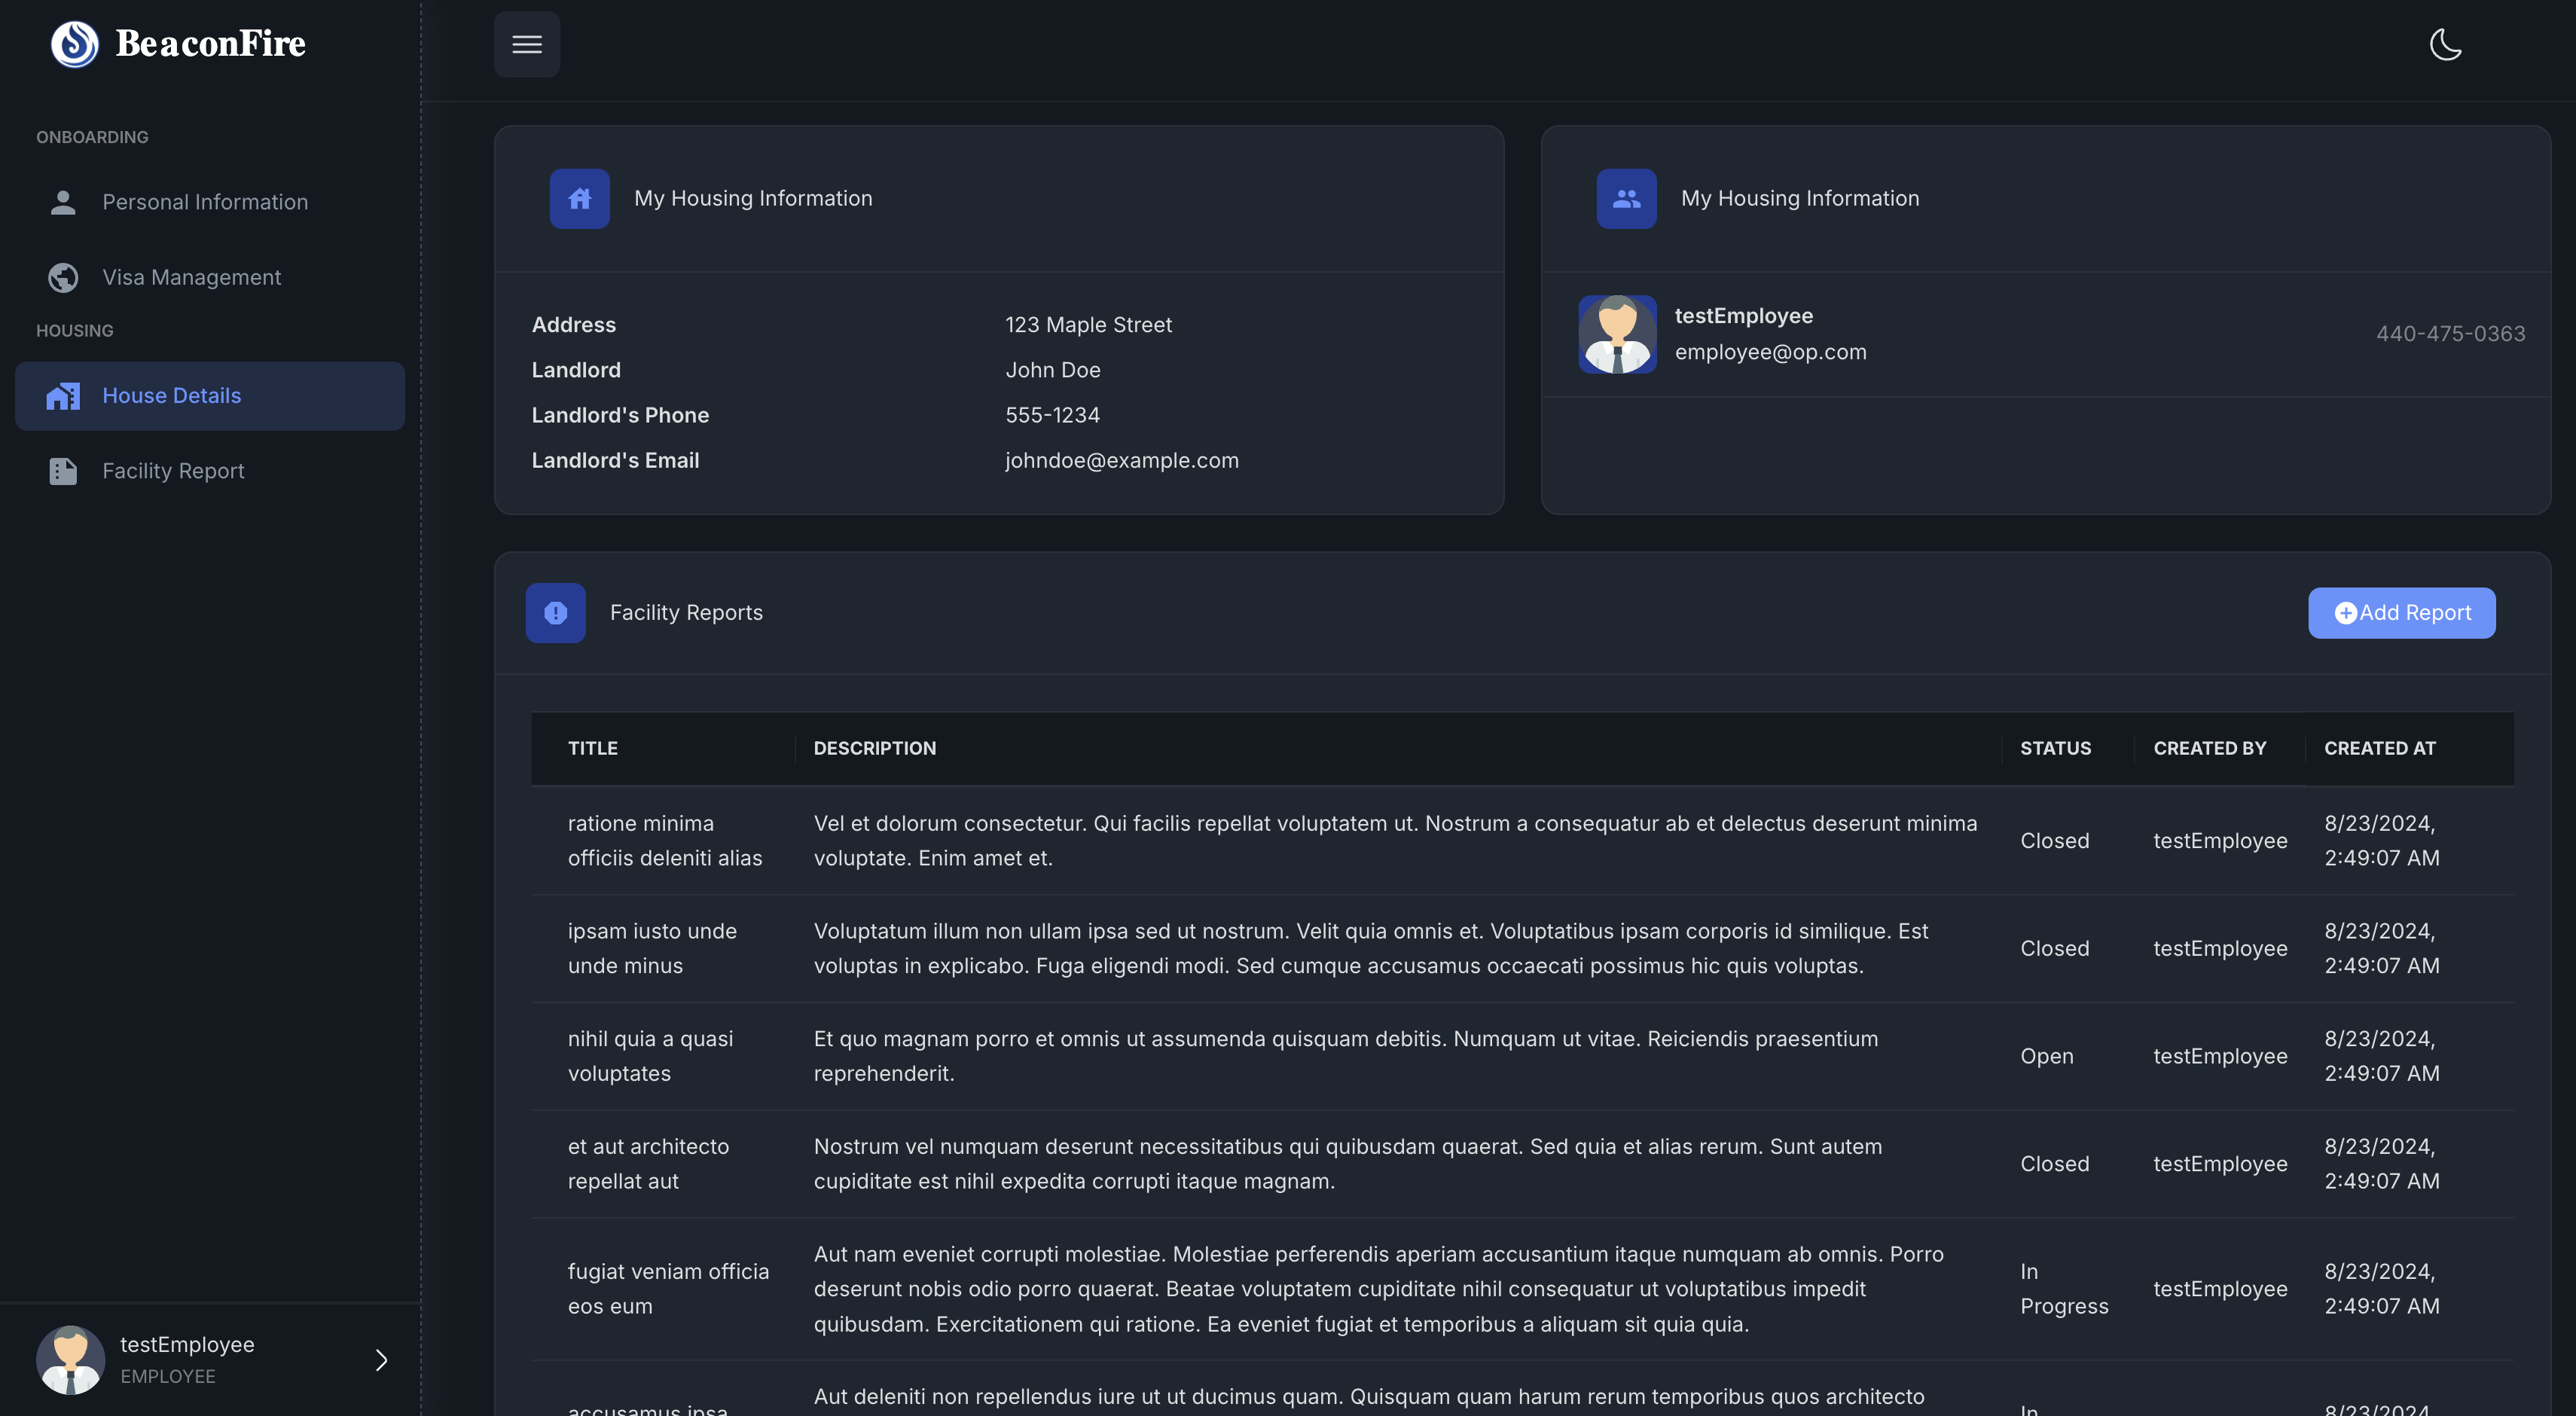 BeaconFire
ONBOARDING
Personal Information
Visa Management
HOUSING
House Details
Facility Report
testEmployee
EMPLOYEE
My Housing Information
Address 123 Maple Street
Landlord John Doe
Landlord's Phone 555-1234
Landlord's Email johndoe@example.com
My Housing Information
testEmployee
employee@op.com
440-475-0363
Facility Reports
Add Report
TITLE DESCRIPTION STATUS CREATED BY CREATED AT
ratione minima
officiis deleniti alias
Vel et dolorum consectetur. Qui facilis repellat voluptatem ut. Nostrum a consequatur ab et delectus deserunt minima
voluptate. Enim amet et.
Closed
testEmployee
8/23/2024,
2:49:07 AM
ipsam iusto unde
unde minus
Voluptatum illum non ullam ipsa sed ut nostrum. Velit quia omnis et. Voluptatibus ipsam corporis id similique. Est
voluptas in explicabo. Fuga eligendi modi. Sed cumque accusamus occaecati possimus hic quis voluptas.
Closed
testEmployee
8/23/2024,
2:49:07 AM
nihil quia a quasi
voluptates
Et quo magnam porro et omnis ut assumenda quisquam debitis. Numquam ut vitae. Reiciendis praesentium
reprehenderit.
Open
testEmployee
8/23/2024,
2:49:07 AM
et aut architecto
repellat aut
Nostrum vel numquam deserunt necessitatibus qui quibusdam quaerat. Sed quia et alias rerum. Sunt autem
cupiditate est nihil expedita corrupti itaque magnam.
Closed
testEmployee
8/23/2024,
2:49:07 AM
fugiat veniam officia
eos eum
Aut nam eveniet corrupti molestiae. Molestiae perferendis aperiam accusantium itaque numquam ab omnis. Porro
deserunt nobis odio porro quaerat. Beatae voluptatem cupiditate nihil consequatur ut voluptatibus impedit
quibusdam. Exercitationem qui ratione. Ea eveniet fugiat et temporibus a aliquam sit quia quia.
In
Progress
testEmployee
8/23/2024,
2:49:07 AM
accusamus ipsa
Aut deleniti non repellendus iure ut ut ducimus quam. Quisquam quam harum rerum temporibus quos architecto
In
8/23/2024,